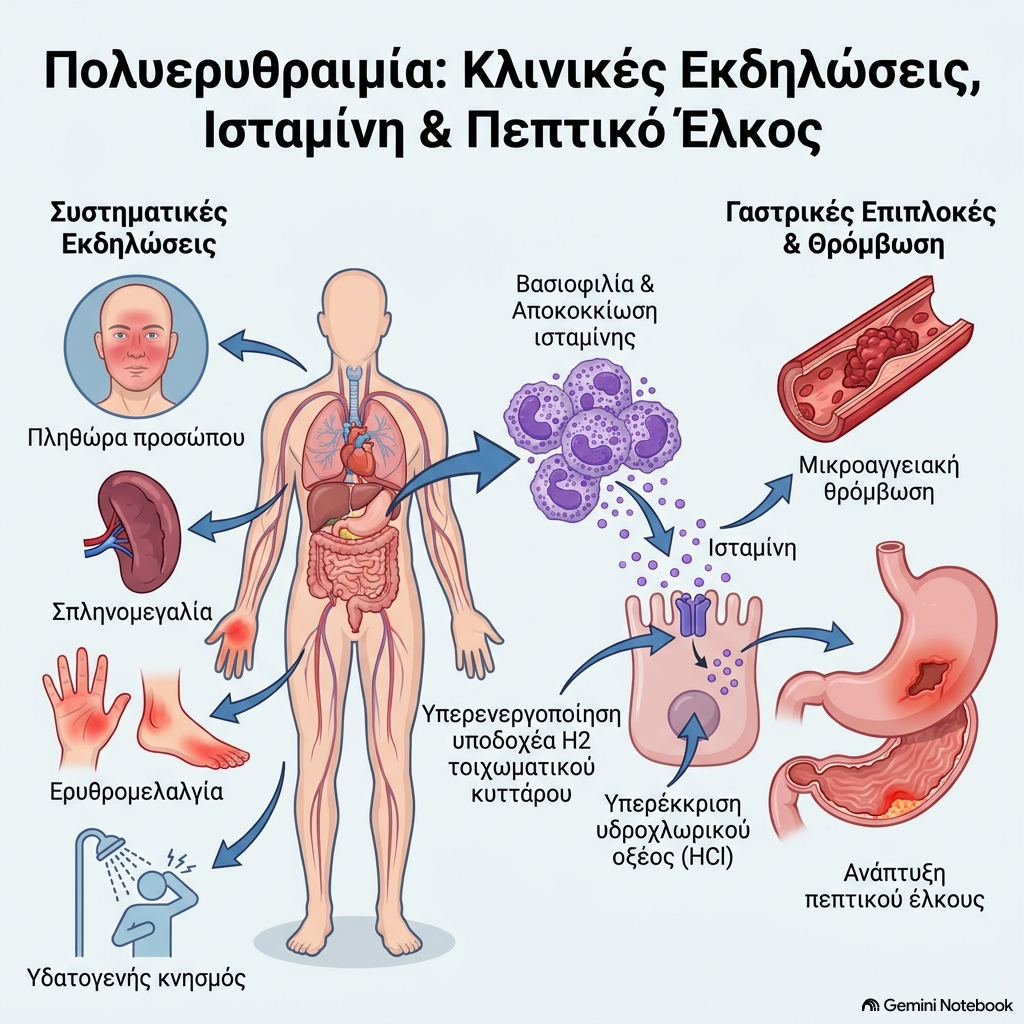 Πολυερυθραιμία: Κλινικές Εκδηλώσεις,
Ισταμίνη & Πεπτικό Έλκος
Συστηματικές
Εκδηλώσεις
Πληθώρα προσώπου
Σπληνομεγαλία
Ερυθρομελαλγία
Υδατογενής κνησμός
Βασιοφιλία &
Αποκοκκίωση
ισταμίνης
Ισταμίνη
Υπερενεργοποίηση
υποδοχέα H2
τοιχωματικού
κυττάρου
Υπερέκκριση
υδροχλωρικού
οξέος (HCl)
Γαστρικές Επιπλοκές
& Θρόμβωση
Μικροαγγειακή
θρόμβωση
Ανάπτυξη
πεπτικού έλκους
Gemini Notebook